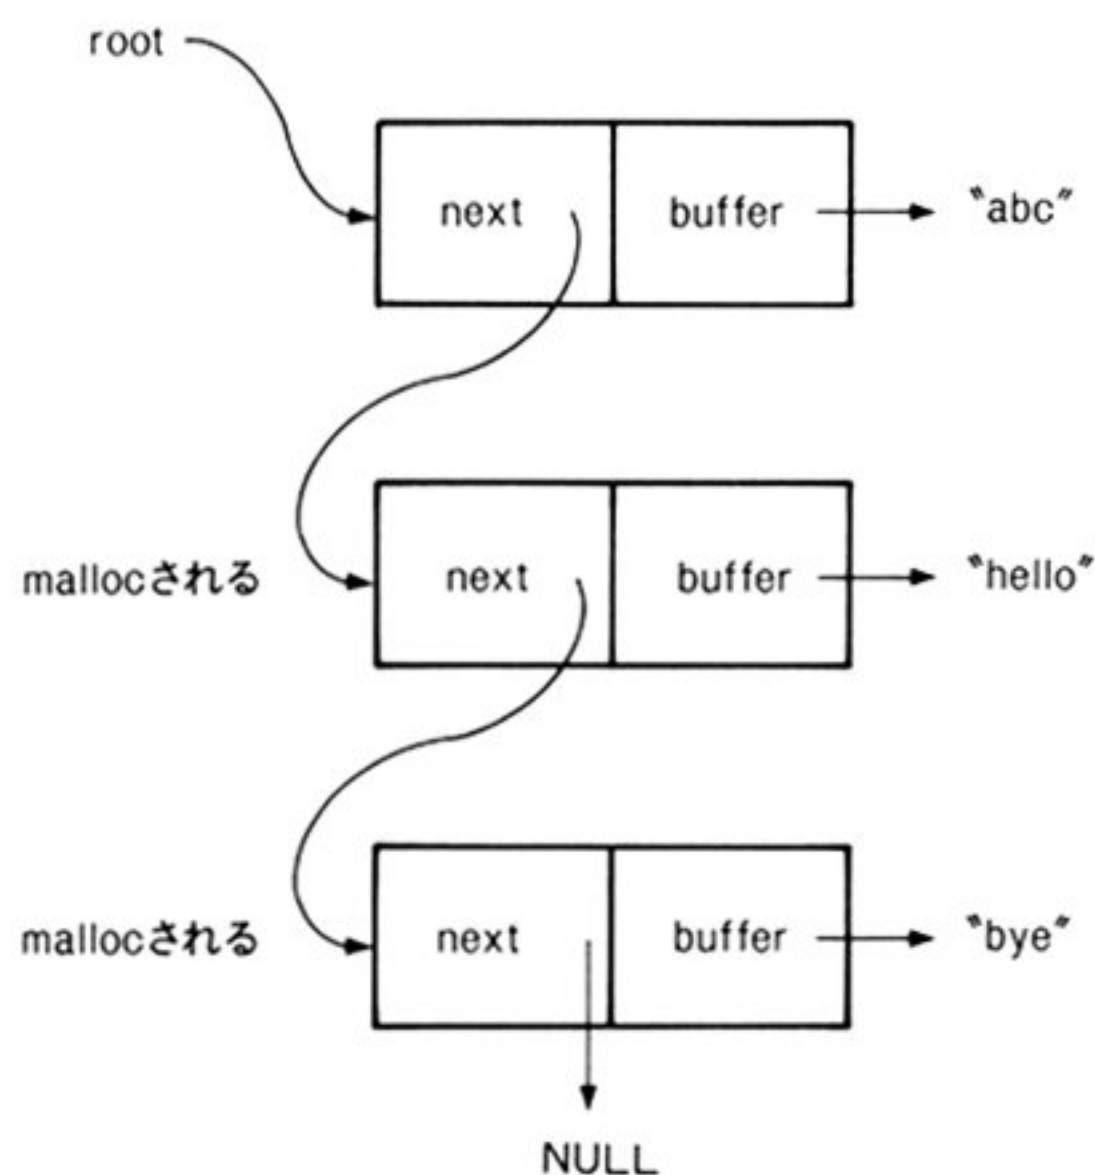 root
next buffer "abc"
mallocされる next buffer "hello"
mallocされる next buffer "bye"
NULL